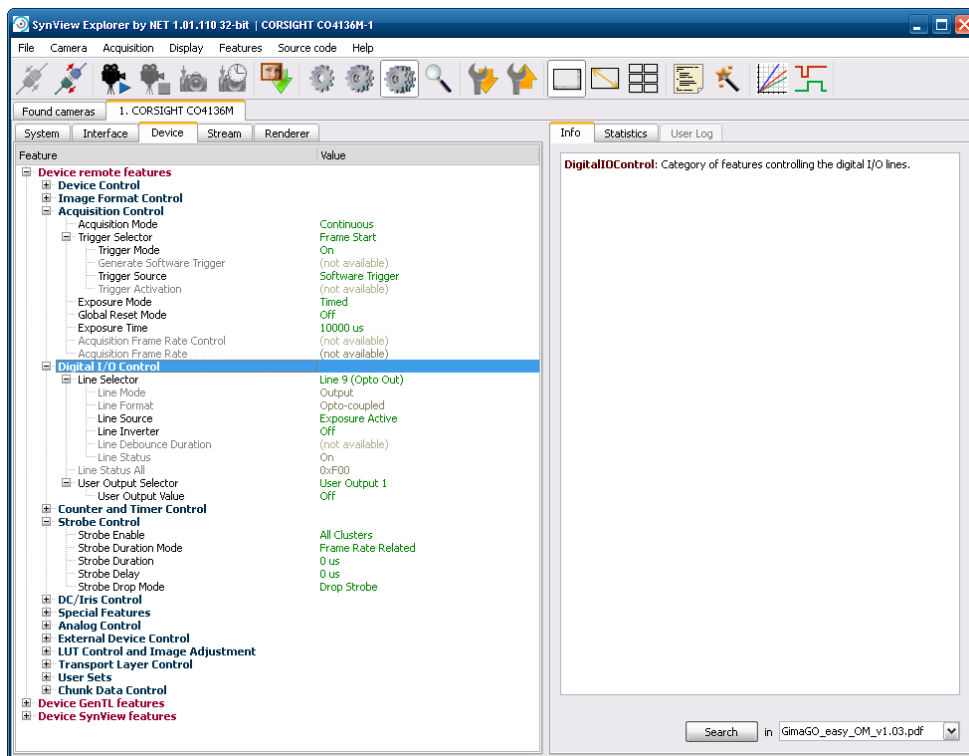 SynView Explorer by NET 1.01.110 32-bit | CORSIGHT CO4136M-1
File Camera Acquisition Display Features Source code Help
Found cameras 1. CORSIGHT CO4136M
System Interface Device Stream Renderer
Feature Value
Device remote features
Device Control
Image Format Control
Acquisition Control
Acquisition Mode Continuous
Trigger Selector Frame Start
Trigger Mode On
Generate Software Trigger (not available)
Trigger Source Software Trigger
Trigger Activation (not available)
Exposure Mode Timed
Global Reset Mode Off
Exposure Time 10000 us
Acquisition Frame Rate Control (not available)
Acquisition Frame Rate (not available)
Digital I/O Control
Line Selector Line 9 (Opto Out)
Line Mode Output
Line Format Opto-coupled
Line Source Exposure Active
Line Inverter Off
Line Debounce Duration (not available)
Line Status On
Line Status All 0xF00
User Output Selector User Output 1
User Output Value Off
Counter and Timer Control
Strobe Control
Strobe Enable All Clusters
Strobe Duration Mode Frame Rate Related
Strobe Duration 0 us
Strobe Delay 0 us
Strobe Drop Mode Drop Strobe
DC/Iris Control
Special Features
Analog Control
External Device Control
LUT Control and Image Adjustment
Transport Layer Control
User Sets
Chunk Data Control
Device GenTL features
Device SynView features
Info Statistics User Log
DigitalIOControl: Category of features controlling the digital I/O lines.
Search in GimaGO_easy_OM_v1.03.pdf